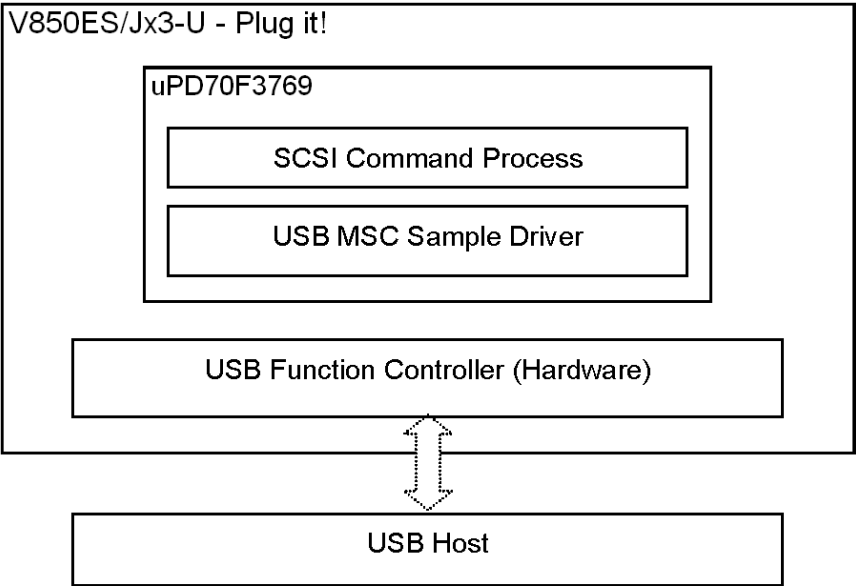 V850ES/Jx3-U - Plug it!
uPD70F3769
SCSI Command Process
USB MSC Sample Driver
USB Function Controller (Hardware)
USB Host